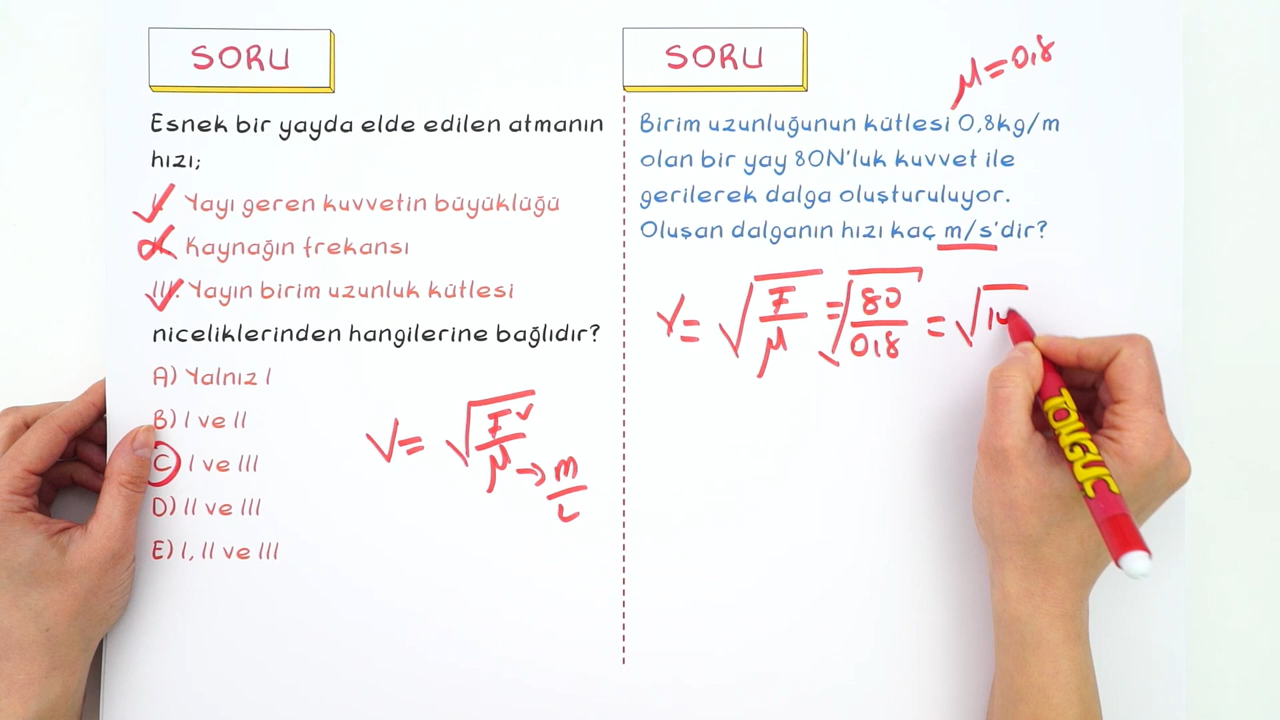 SORU
Esnek bir yayda elde edilen atmanın
hızı;
I. Yayı geren kuvvetin büyüklüğü
Kaynağın frekansı
III. Yayın birim uzunluk kütlesi
niceliklerinden hangilerine bağlıdır?
A) Yalnız I
B) I ve II
C) I ve III
D) II ve III
E) I, II ve III
V = √F/μ → m/L
SORU
μ=0,8
Birim uzunluğunun kütlesi 0,8kg/m
olan bir yay 80N'luk kuvvet ile
gerilerek dalga oluşturuluyor.
Oluşan dalganın hızı kaç m/s'dir?
V = √F/μ = √80/0,8 = √10
TONGUÇ